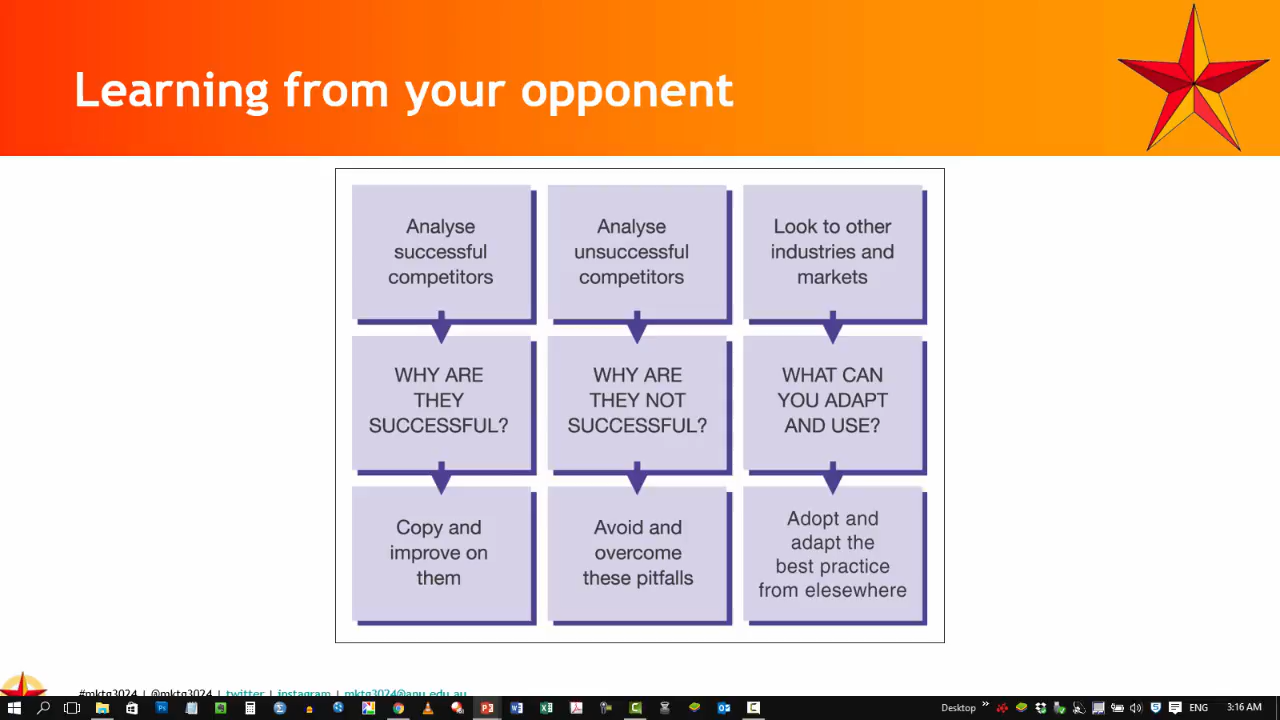 Learning from your opponent
Analyse
successful
competitors
Analyse
unsuccessful
competitors
Look to other
industries and
markets
WHY ARE
THEY
SUCCESSFUL?
WHY ARE
THEY NOT
SUCCESSFUL?
WHAT CAN
YOU ADAPT
AND USE?
Copy and
improve on
them
Avoid and
overcome
these pitfalls
Adopt and
adapt the
best practice
from elesewhere
#mktg3024 | @mktg3024 | twitter | instagram | mktg3024@anu.edu.au
Desktop
ENG
3:16 AM